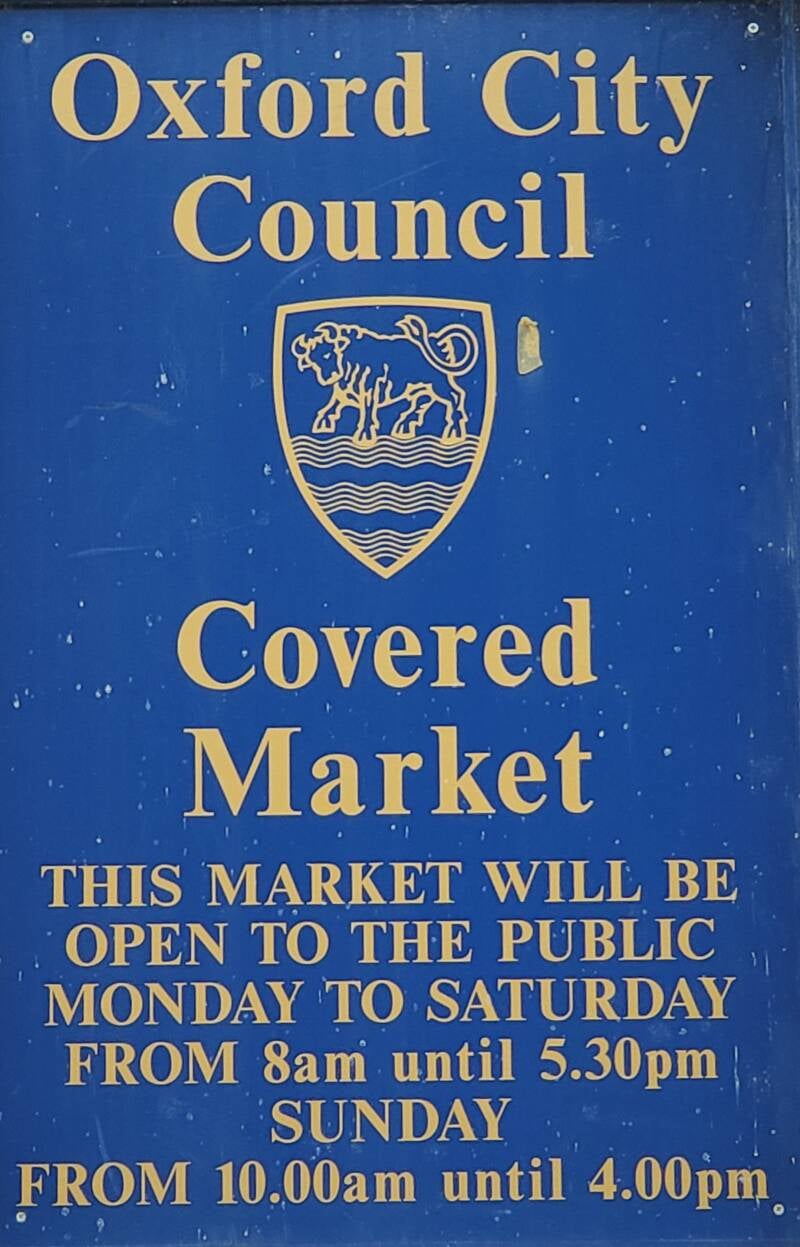 Oxford City
Council
Covered
Market
THIS MARKET WILL BE
OPEN TO THE PUBLIC
MONDAY TO SATURDAY
FROM 8am until 5.30pm
SUNDAY
FROM 10.00am until 4.00pm